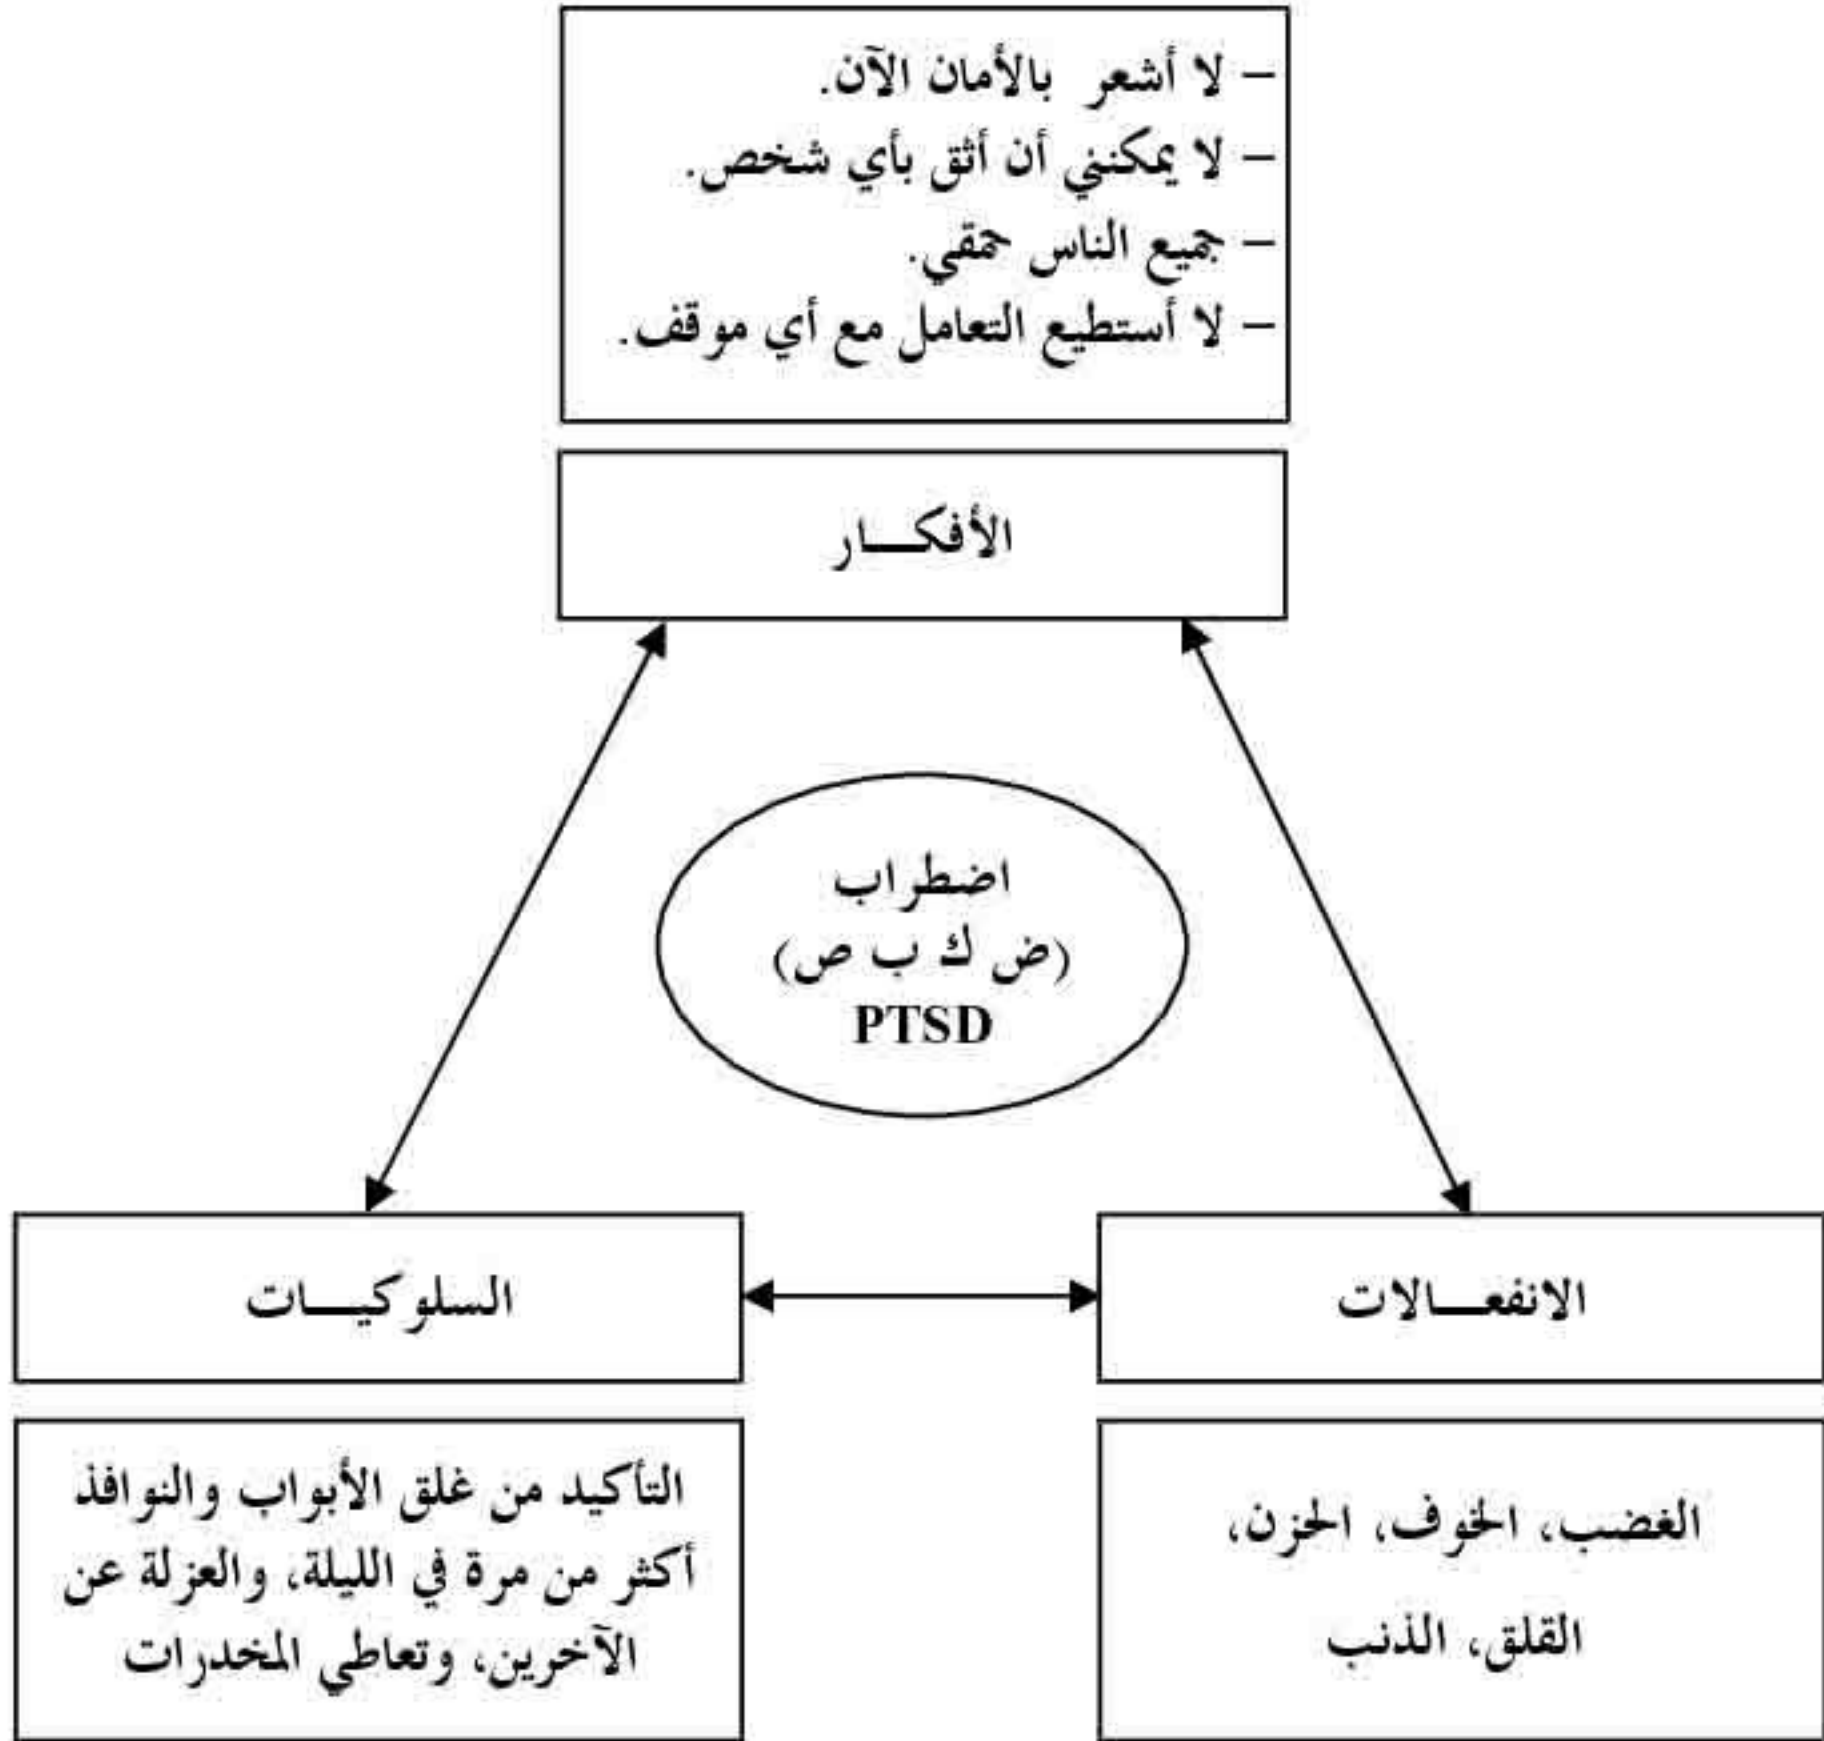 – لا أشعر بالأمان الآن.
– لا يمكنني أن أثق بأي شخص.
– جميع الناس حمقي.
– لا أستطيع التعامل مع أي موقف.
الأفكـــار
اضطراب
(ض ك ب ص)
PTSD
الانفعـــالات
السلوكيـــات
الغضب، الخوف، الحزن،
القلق، الذنب
التأكيد من غلق الأبواب والنوافذ
أكثر من مرة في الليلة، والعزلة عن
الآخرين، وتعاطي المخدرات